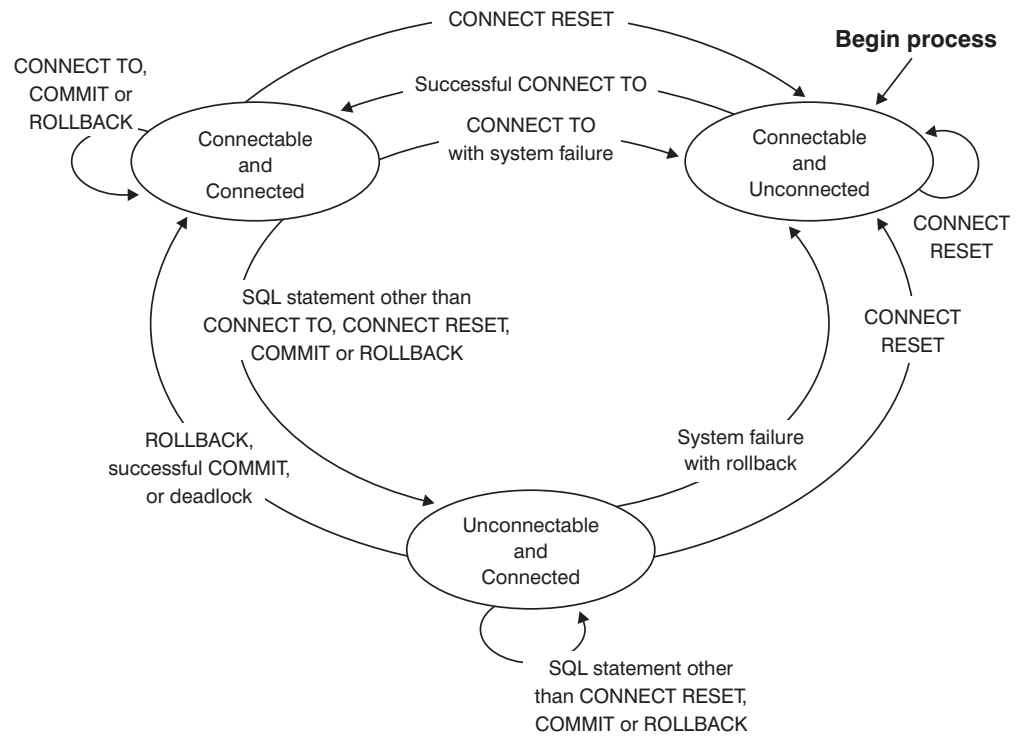 CONNECT RESET
Begin process
CONNECT TO,
COMMIT or
ROLLBACK
Successful CONNECT TO
CONNECT TO
with system failure
Connectable
and
Connected
Connectable
and
Unconnected
CONNECT
RESET
SQL statement other than
CONNECT TO, CONNECT RESET,
COMMIT or ROLLBACK
CONNECT
RESET
ROLLBACK,
successful COMMIT,
or deadlock
System failure
with rollback
Unconnectable
and
Connected
SQL statement other
than CONNECT RESET,
COMMIT or ROLLBACK